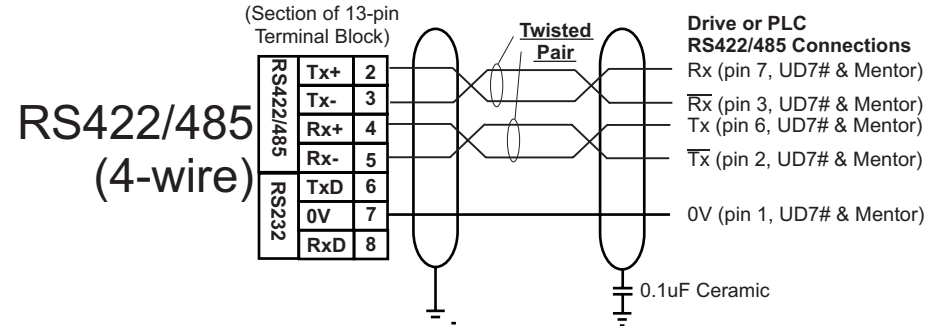 (Section of 13-pin
Terminal Block)
Twisted
Pair
Drive or PLC
RS422/485 Connections
RS422/485
(4-wire)
RS422/485
Tx+ 2
Tx- 3
Rx+ 4
Rx- 5
RS232
TxD 6
0V 7
RxD 8
Rx (pin 7, UD7# & Mentor)
R̅x̅ (pin 3, UD7# & Mentor)
Tx (pin 6, UD7# & Mentor)
T̅x̅ (pin 2, UD7# & Mentor)
0V (pin 1, UD7# & Mentor)
0.1uF Ceramic